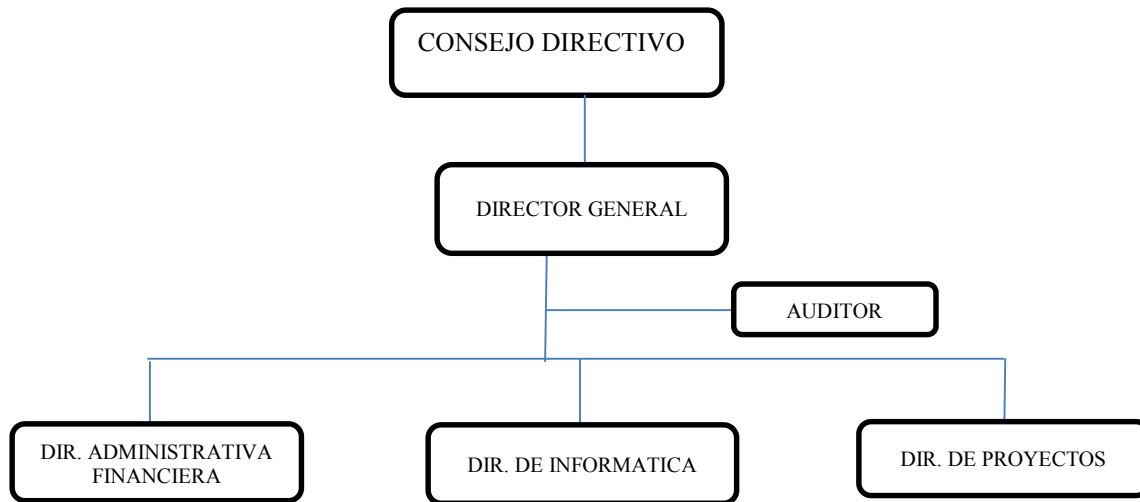 CONSEJO DIRECTIVO
DIRECTOR GENERAL
AUDITOR
DIR. ADMINISTRATIVA
FINANCIERA
DIR. DE INFORMATICA
DIR. DE PROYECTOS